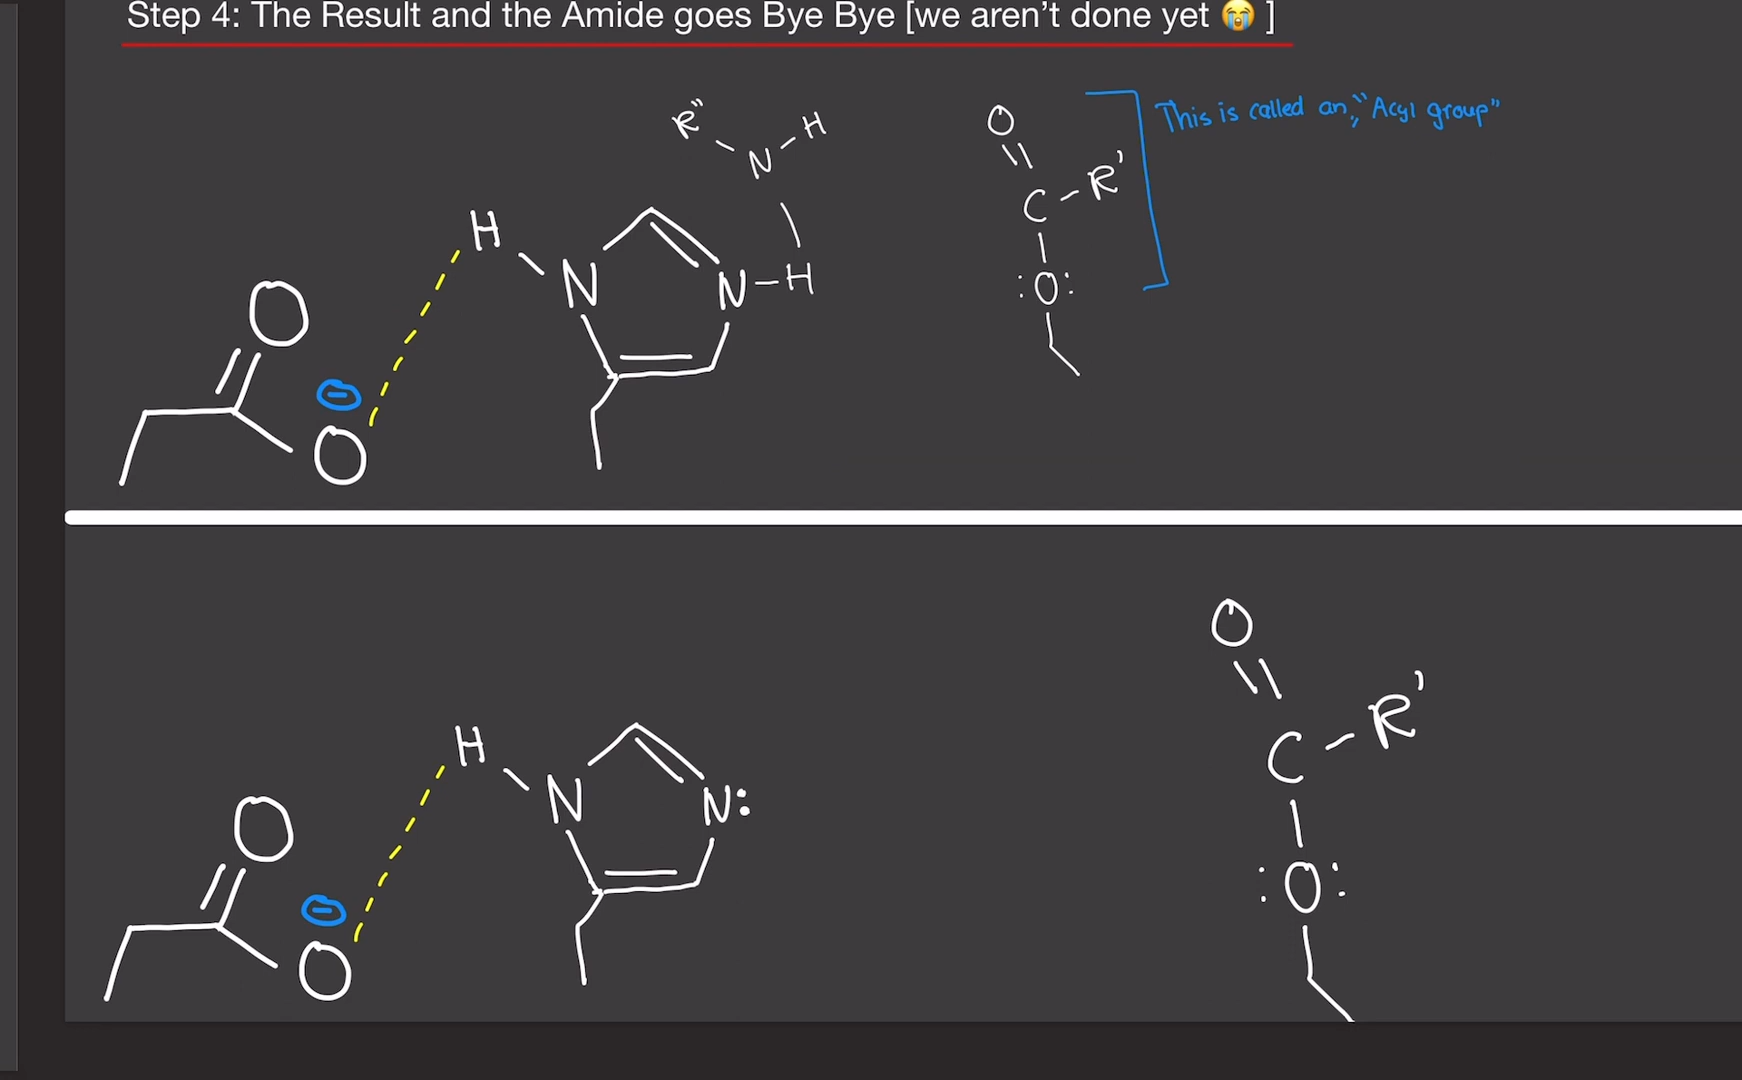 Step 4: The Result and the Amide goes Bye Bye [we aren't done yet 😭 ]
This is called an, "Acyl group"
R" N H
O
C - R'
:O:
H
N
N-H
H
O
O
O
C - R'
:O:
H
N
N:
O
O